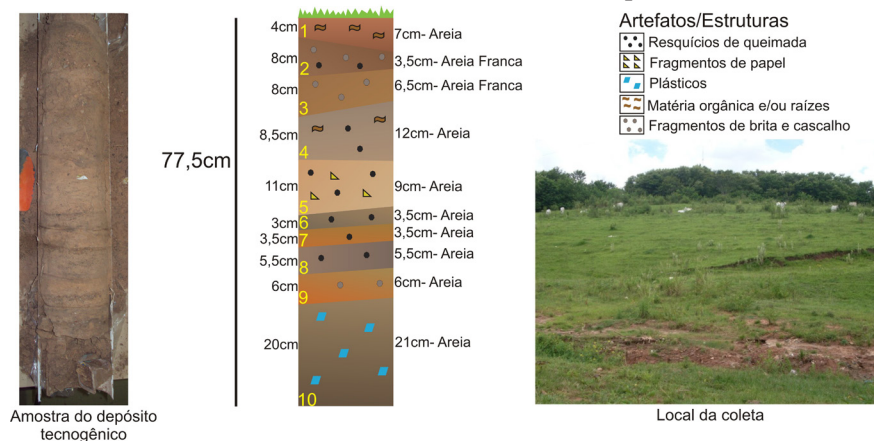 Artefatos/Estruturas
Resquícios de queimada
Fragmentos de papel
Plásticos
Matéria orgânica e/ou raízes
Fragmentos de brita e cascalho
77,5cm
4cm
1
7cm- Areia
8cm
2
3,5cm- Areia Franca
8cm
3
6,5cm- Areia Franca
8,5cm
4
12cm- Areia
11cm
5
9cm- Areia
3cm
6
3,5cm- Areia
3,5cm
7
3,5cm- Areia
5,5cm
8
5,5cm- Areia
6cm
9
6cm- Areia
20cm
10
21cm- Areia
Amostra do depósito
tecnogênico
Local da coleta